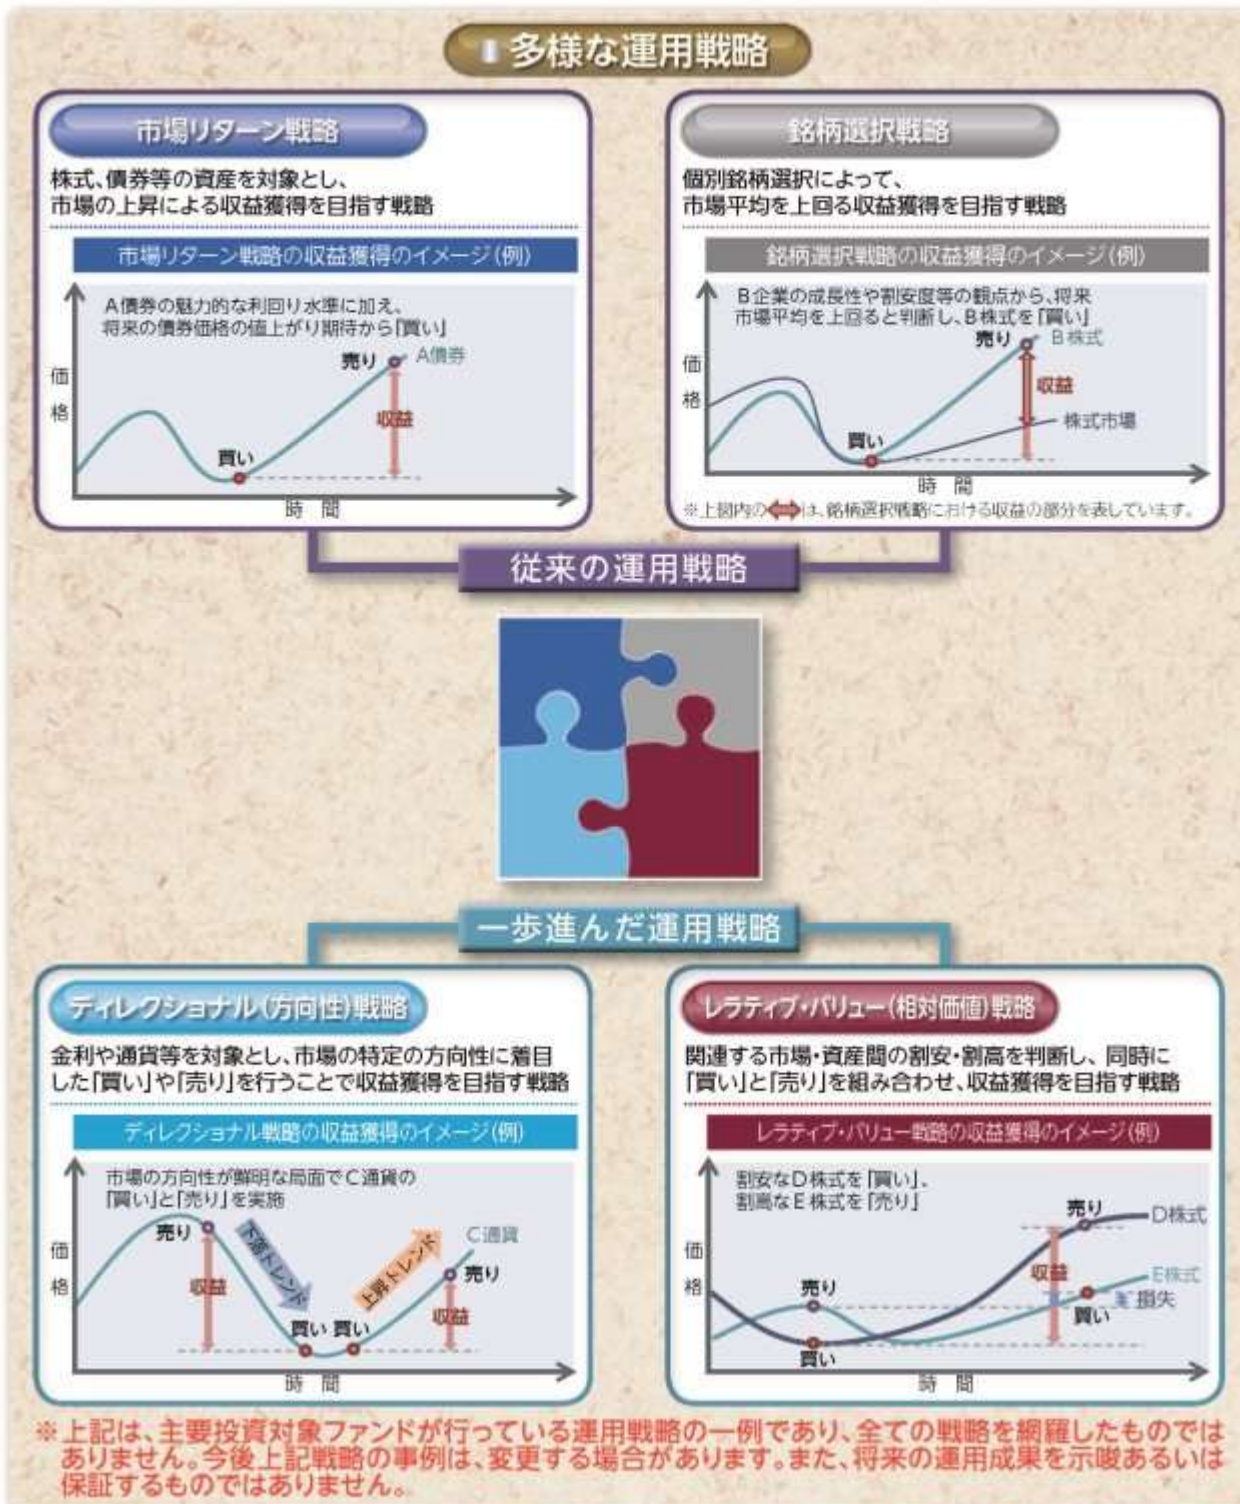 多様な運用戦略
市場リターン戦略
株式、債券等の資産を対象とし、
市場の上昇による収益獲得を目指す戦略
市場リターン戦略の収益獲得のイメージ(例)
A債券の魅力的な利回り水準に加え、
将来の債券価格の値上がり期待から「買い」
売り
A債券
価格
収益
買い
時間
銘柄選択戦略
個別銘柄選択によって、
市場平均を上回る収益獲得を目指す戦略
銘柄選択戦略の収益獲得のイメージ(例)
B企業の成長性や割安度等の観点から、将来
市場平均を上回ると判断し、B株式を「買い」
売り
B株式
価格
収益
株式市場
買い
時間
※上図内の⇔は、銘柄選択戦略における収益の部分を表しています。
従来の運用戦略
一歩進んだ運用戦略
ディレクショナル(方向性)戦略
金利や通貨等を対象とし、市場の特定の方向性に着目
した「買い」や「売り」を行うことで収益獲得を目指す戦略
ディレクショナル戦略の収益獲得のイメージ(例)
市場の方向性が鮮明な局面でC通貨の
「買い」と「売り」を実施
売り
下落トレンド
上昇トレンド
C通貨
価格
収益
売り
買い
買い
収益
時間
レラティブ・バリュー(相対価値)戦略
関連する市場・資産間の割安・割高を判断し、同時に
「買い」と「売り」を組み合わせ、収益獲得を目指す戦略
レラティブ・バリュー戦略の収益獲得のイメージ(例)
割安なD株式を「買い」、
割高なE株式を「売り」
売り
D株式
価格
収益
E株式
売り
損失
買い
買い
時間
※上記は、主要投資対象ファンドが行っている運用戦略の一例であり、全ての戦略を網羅したものでは
ありません。今後上記戦略の事例は、変更する場合があります。また、将来の運用成果を示唆あるいは
保証するものではありません。